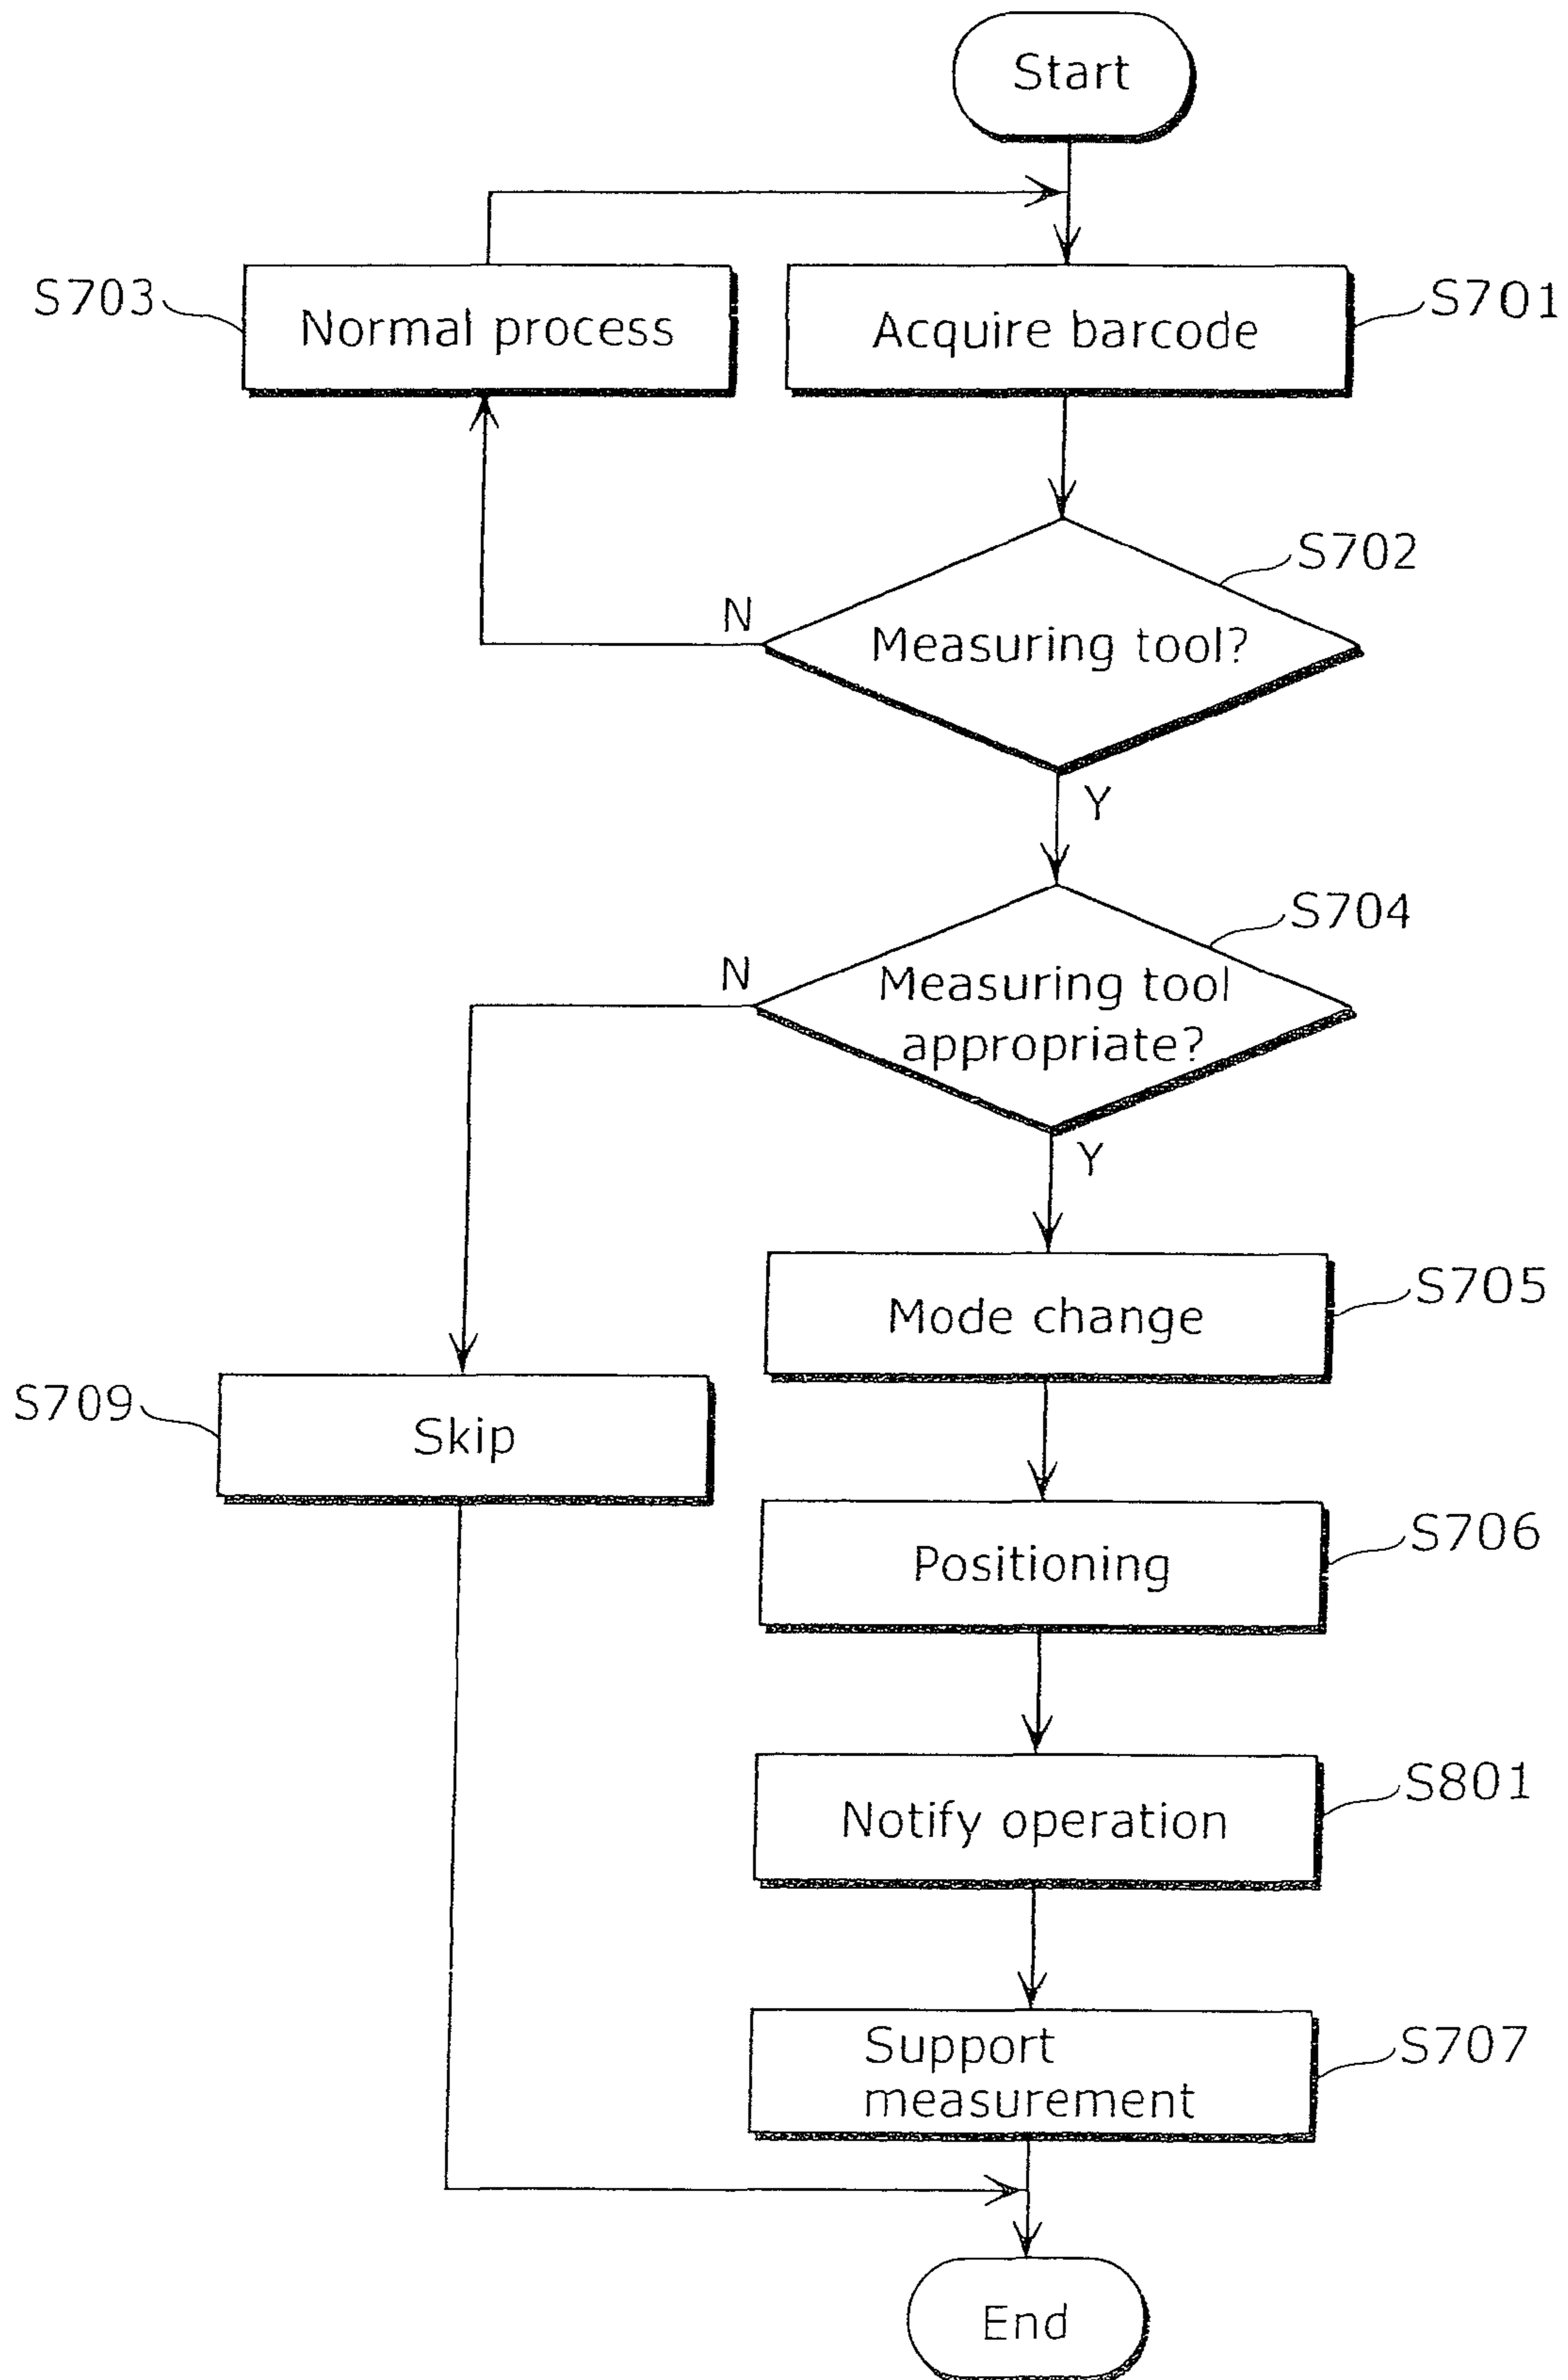 Start
S703
Normal process
Acquire barcode
S701
S702
N
Measuring tool?
Y
S704
N
Measuring tool
appropriate?
Y
S705
Mode change
S709
Skip
S706
Positioning
S801
Notify operation
S707
Support
measurement
End